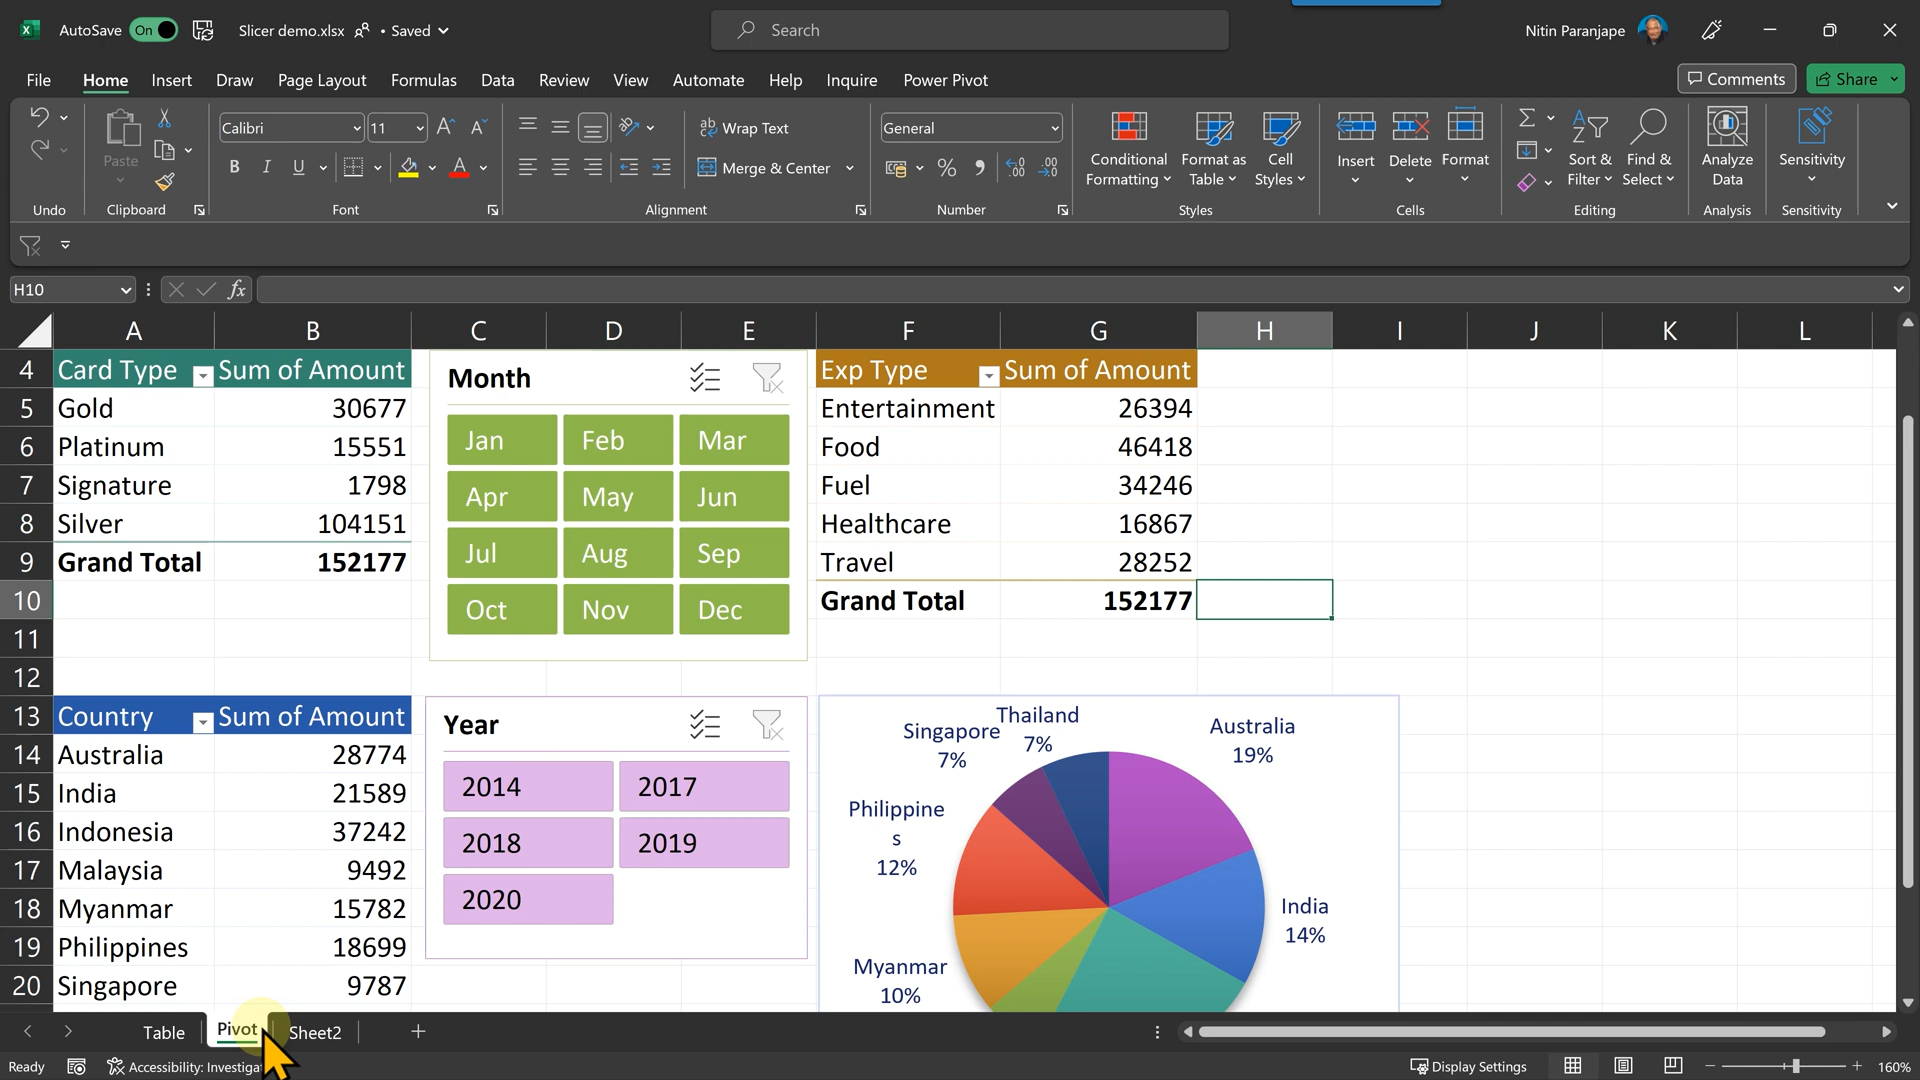 AutoSave On Slicer demo.xlsx • Saved Search Nitin Paranjape
File Home Insert Draw Page Layout Formulas Data Review View Automate Help Inquire Power Pivot Comments Share
Calibri 11 Wrap Text General
Paste B I U A Merge & Center % Conditional Formatting Format as Table Cell Styles Insert Delete Format Sort & Filter Find & Select Analyze Data Sensitivity
Undo Clipboard Font Alignment Number Styles Cells Editing Analysis Sensitivity
H10 fx
A B C D E F G H I J K L
4 Card Type Sum of Amount Exp Type Sum of Amount
5 Gold 30677 Entertainment 26394
6 Platinum 15551 Food 46418
7 Signature 1798 Fuel 34246
8 Silver 104151 Healthcare 16867
9 Grand Total 152177 Travel 28252
10 Grand Total 152177
11
12
Month
Jan Feb Mar
Apr May Jun
Jul Aug Sep
Oct Nov Dec
13 Country Sum of Amount
14 Australia 28774
15 India 21589
16 Indonesia 37242
17 Malaysia 9492
18 Myanmar 15782
19 Philippines 18699
20 Singapore 9787
Year
2014 2017
2018 2019
2020
Thailand
7%
Singapore
7%
Australia
19%
Philippine
s
12%
India
14%
Myanmar
10%
Table Pivot Sheet2
Ready Accessibility: Investiga Display Settings 160%